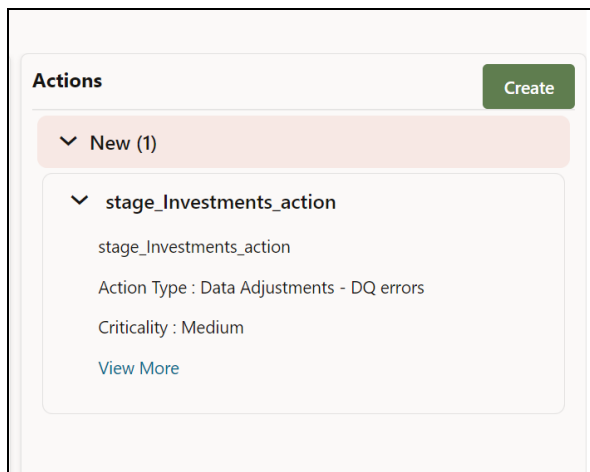 Actions
Create
New (1)
stage_Investments_action
stage_Investments_action
Action Type : Data Adjustments - DQ errors
Criticality : Medium
View More